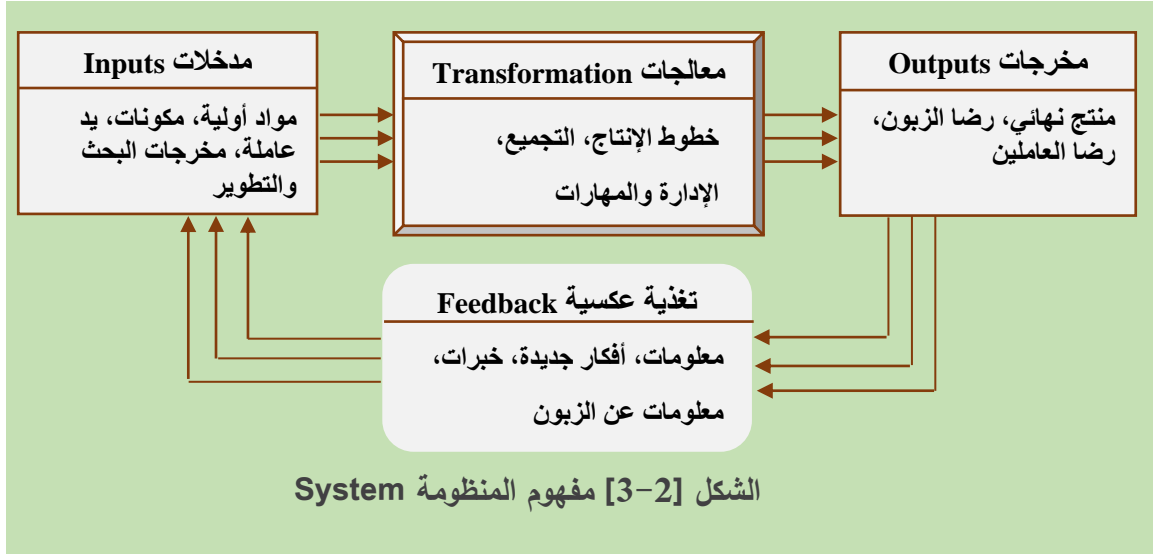 مدخلات Inputs
مواد أولية، مكونات، يد
عاملة، مخرجات البحث
والتطوير
معالجات Transformation
خطوط الإنتاج، التجميع،
الإدارة والمهارات
مخرجات Outputs
منتج نهائي، رضا الزبون،
رضا العاملين
تغذية عكسية Feedback
معلومات، أفكار جديدة، خبرات،
معلومات عن الزبون
الشكل [2-3] مفهوم المنظومة System